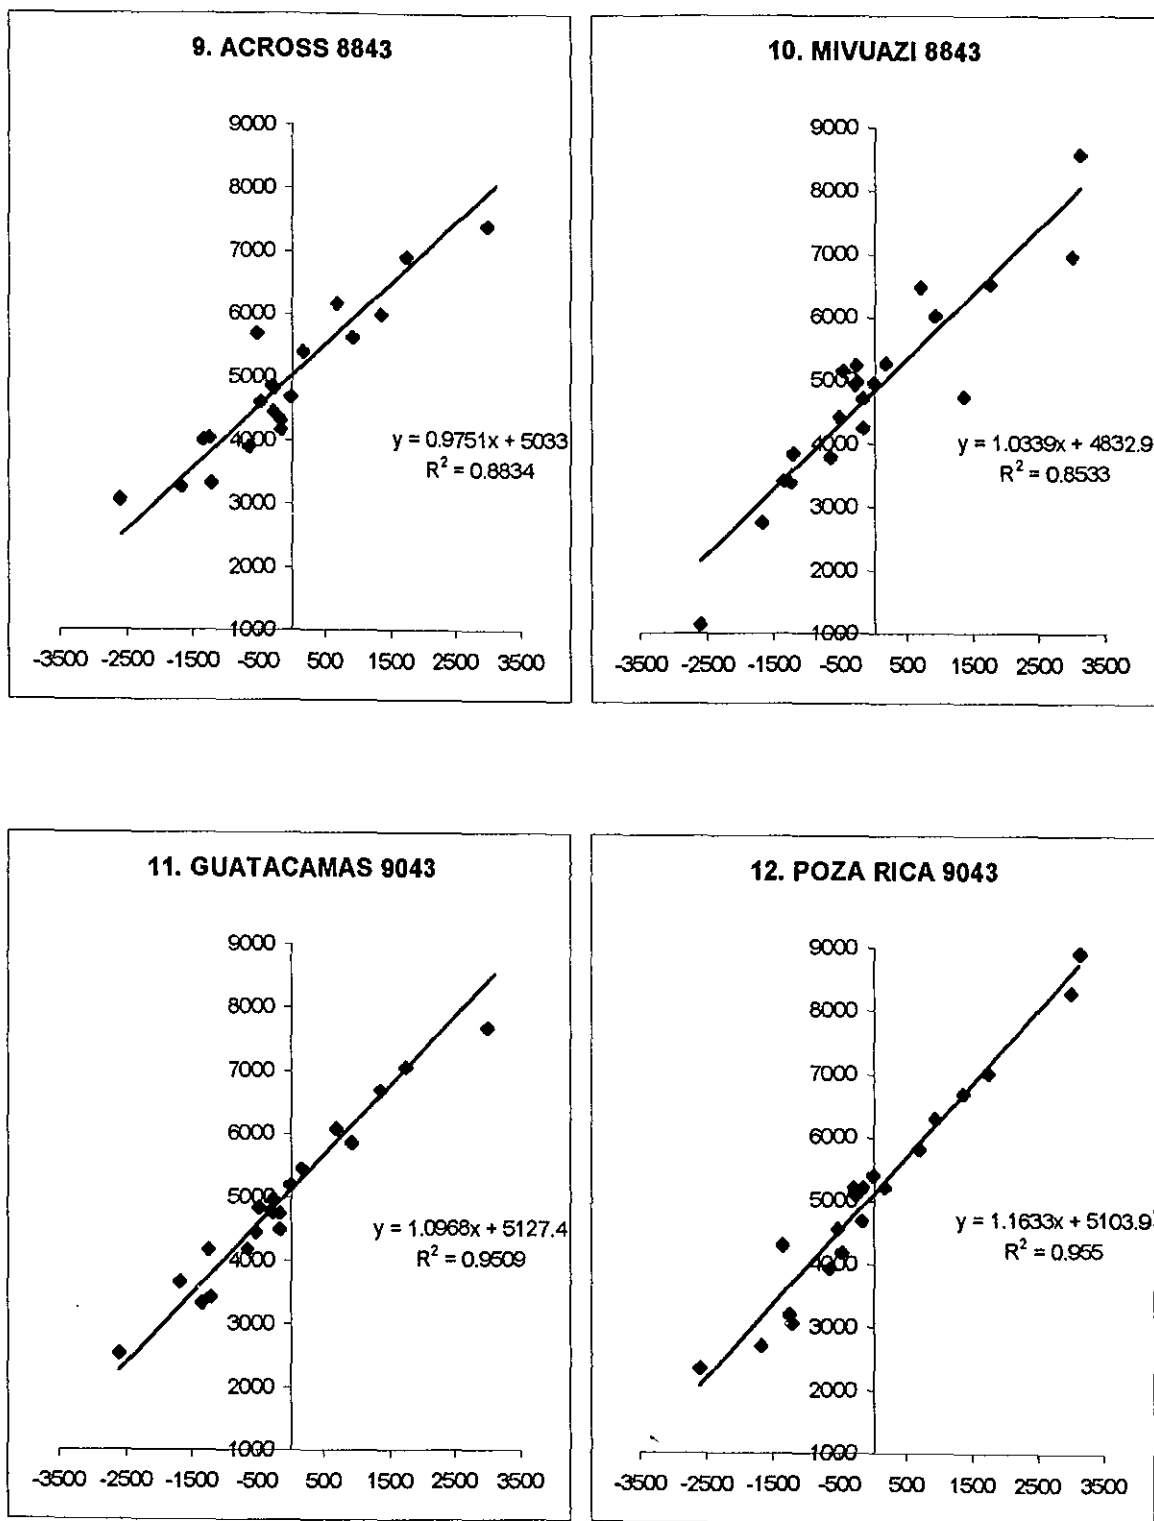 9. ACROSS 8843
9000
8000
7000
6000
5000
4000
3000
2000
1000
y = 0.9751x + 5033
R² = 0.8834
-3500 -2500 -1500 -500 500 1500 2500 3500
10. MIVUAZI 8843
9000
8000
7000
6000
5000
4000
3000
2000
1000
y = 1.0339x + 4832.9
R² = 0.8533
-3500 -2500 -1500 -500 500 1500 2500 3500
11. GUATACAMAS 9043
9000
8000
7000
6000
5000
4000
3000
2000
1000
y = 1.0968x + 5127.4
R² = 0.9509
-3500 -2500 -1500 -500 500 1500 2500 3500
12. POZA RICA 9043
9000
8000
7000
6000
5000
4000
3000
2000
1000
y = 1.1633x + 5103.9
R² = 0.955
-3500 -2500 -1500 -500 500 1500 2500 3500